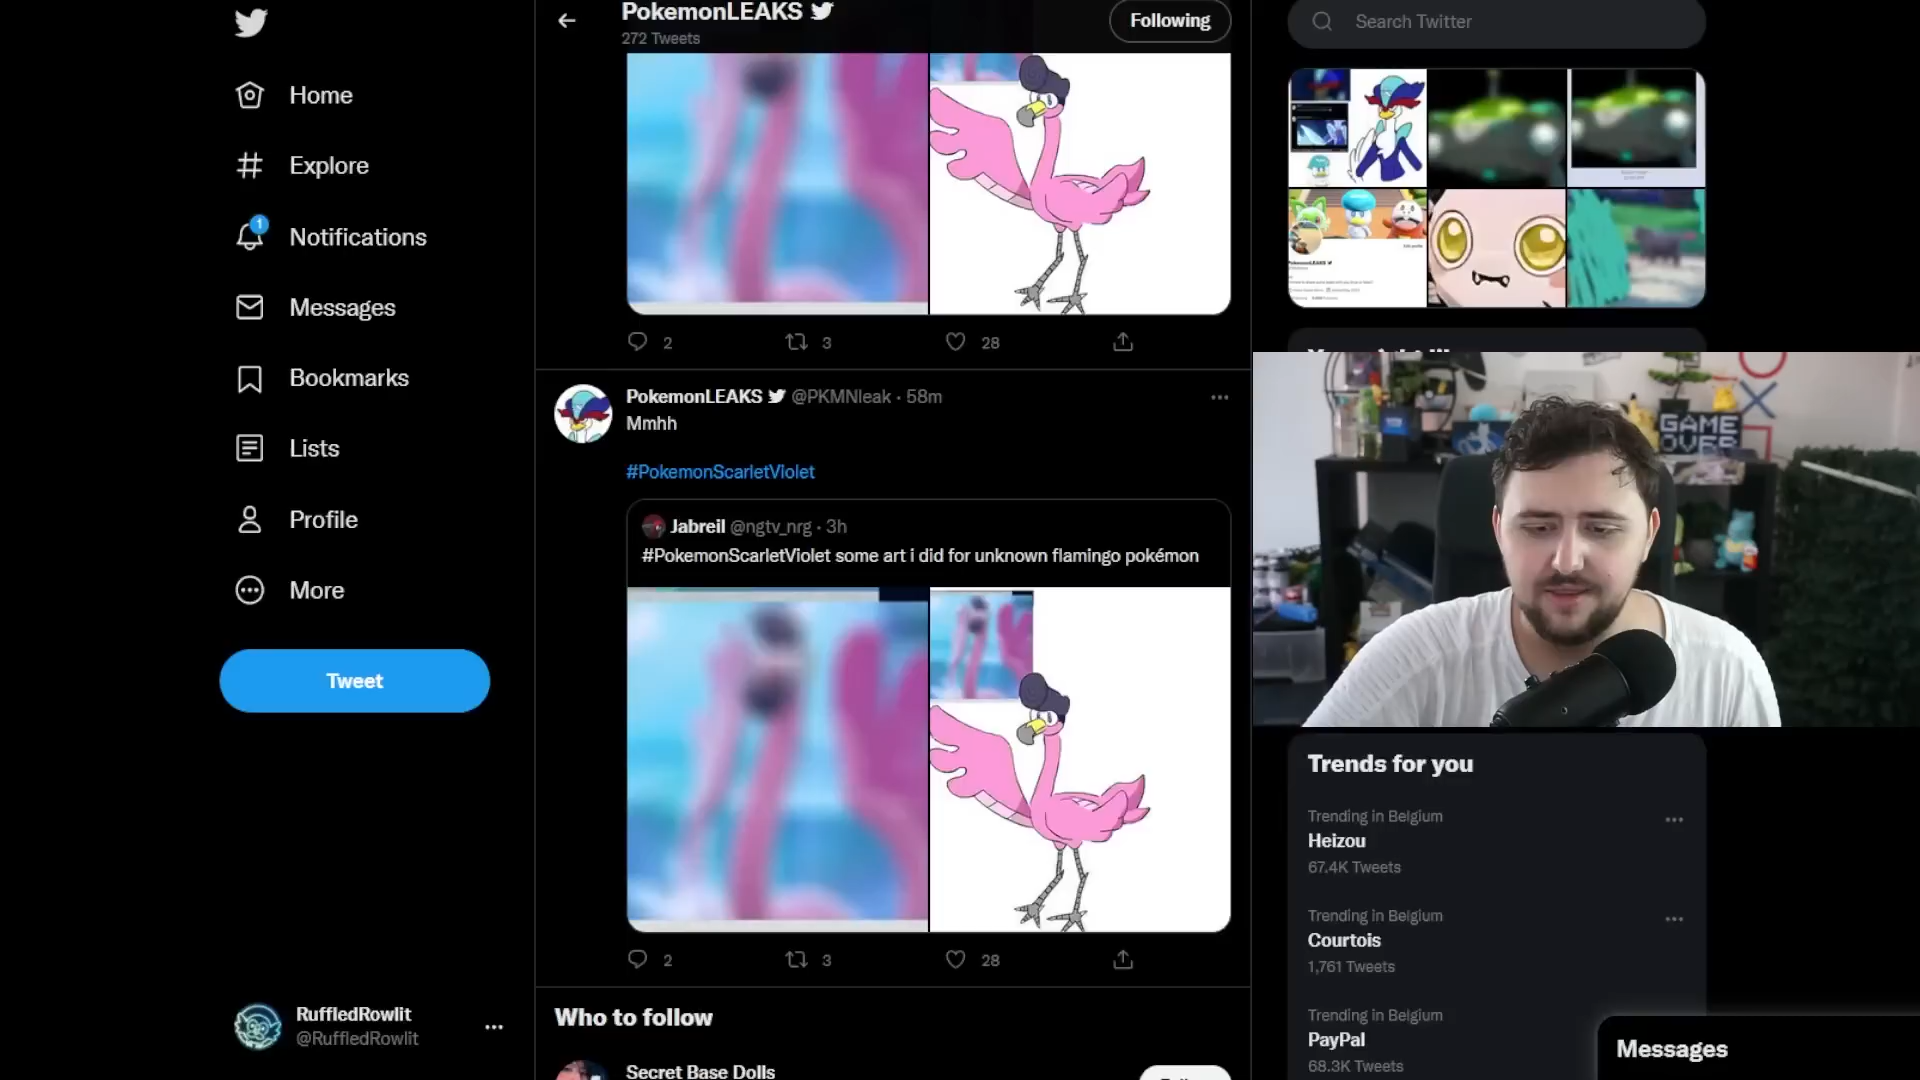 PokemonLEAKS
272 Tweets
Following
Search Twitter
Home
Explore
1
Notifications
Messages
Bookmarks
Lists
Profile
More
Tweet
RuffledRowlit
@RuffledRowlit
2
3
28
PokemonLEAKS @PKMNleak · 58m
Mmhh
#PokemonScarletVIolet
Jabreil @ngtv_nrg · 3h
#PokemonScarletViolet some art i did for unknown flamingo pokémon
2
3
28
Who to follow
Secret Base Dolls
GAME
OVER
Trends for you
Trending in Belgium
Heizou
67.4K Tweets
Trending in Belgium
Courtois
1,761 Tweets
Trending in Belgium
PayPal
68.3K Tweets
Messages